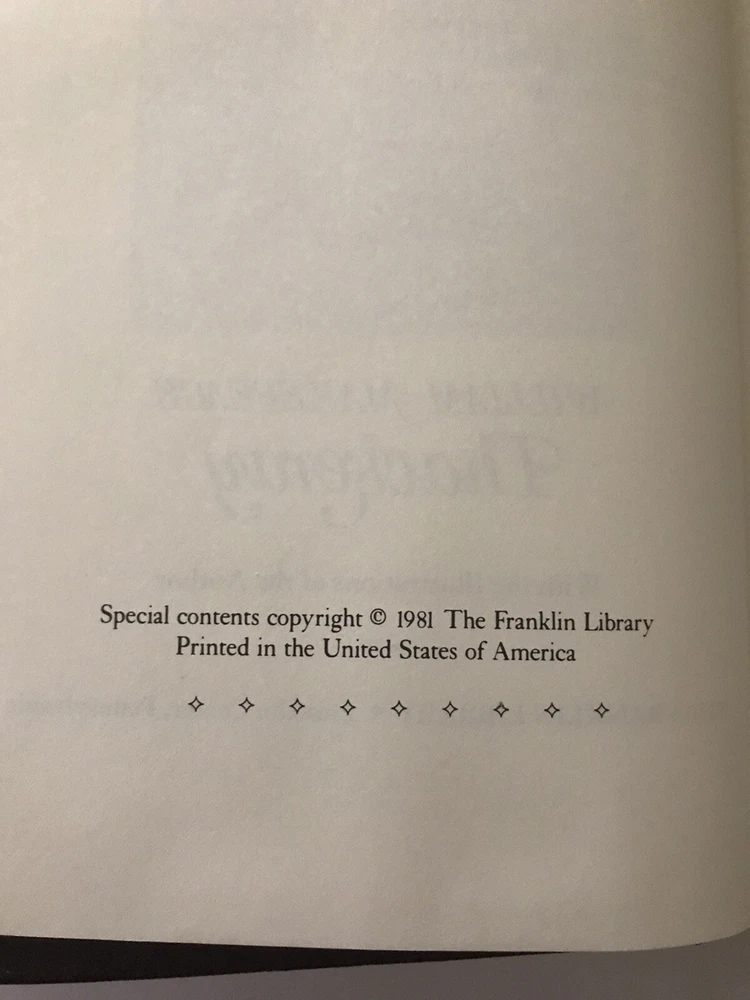 Special contents copyright © 1981 The Franklin Library
Printed in the United States of America